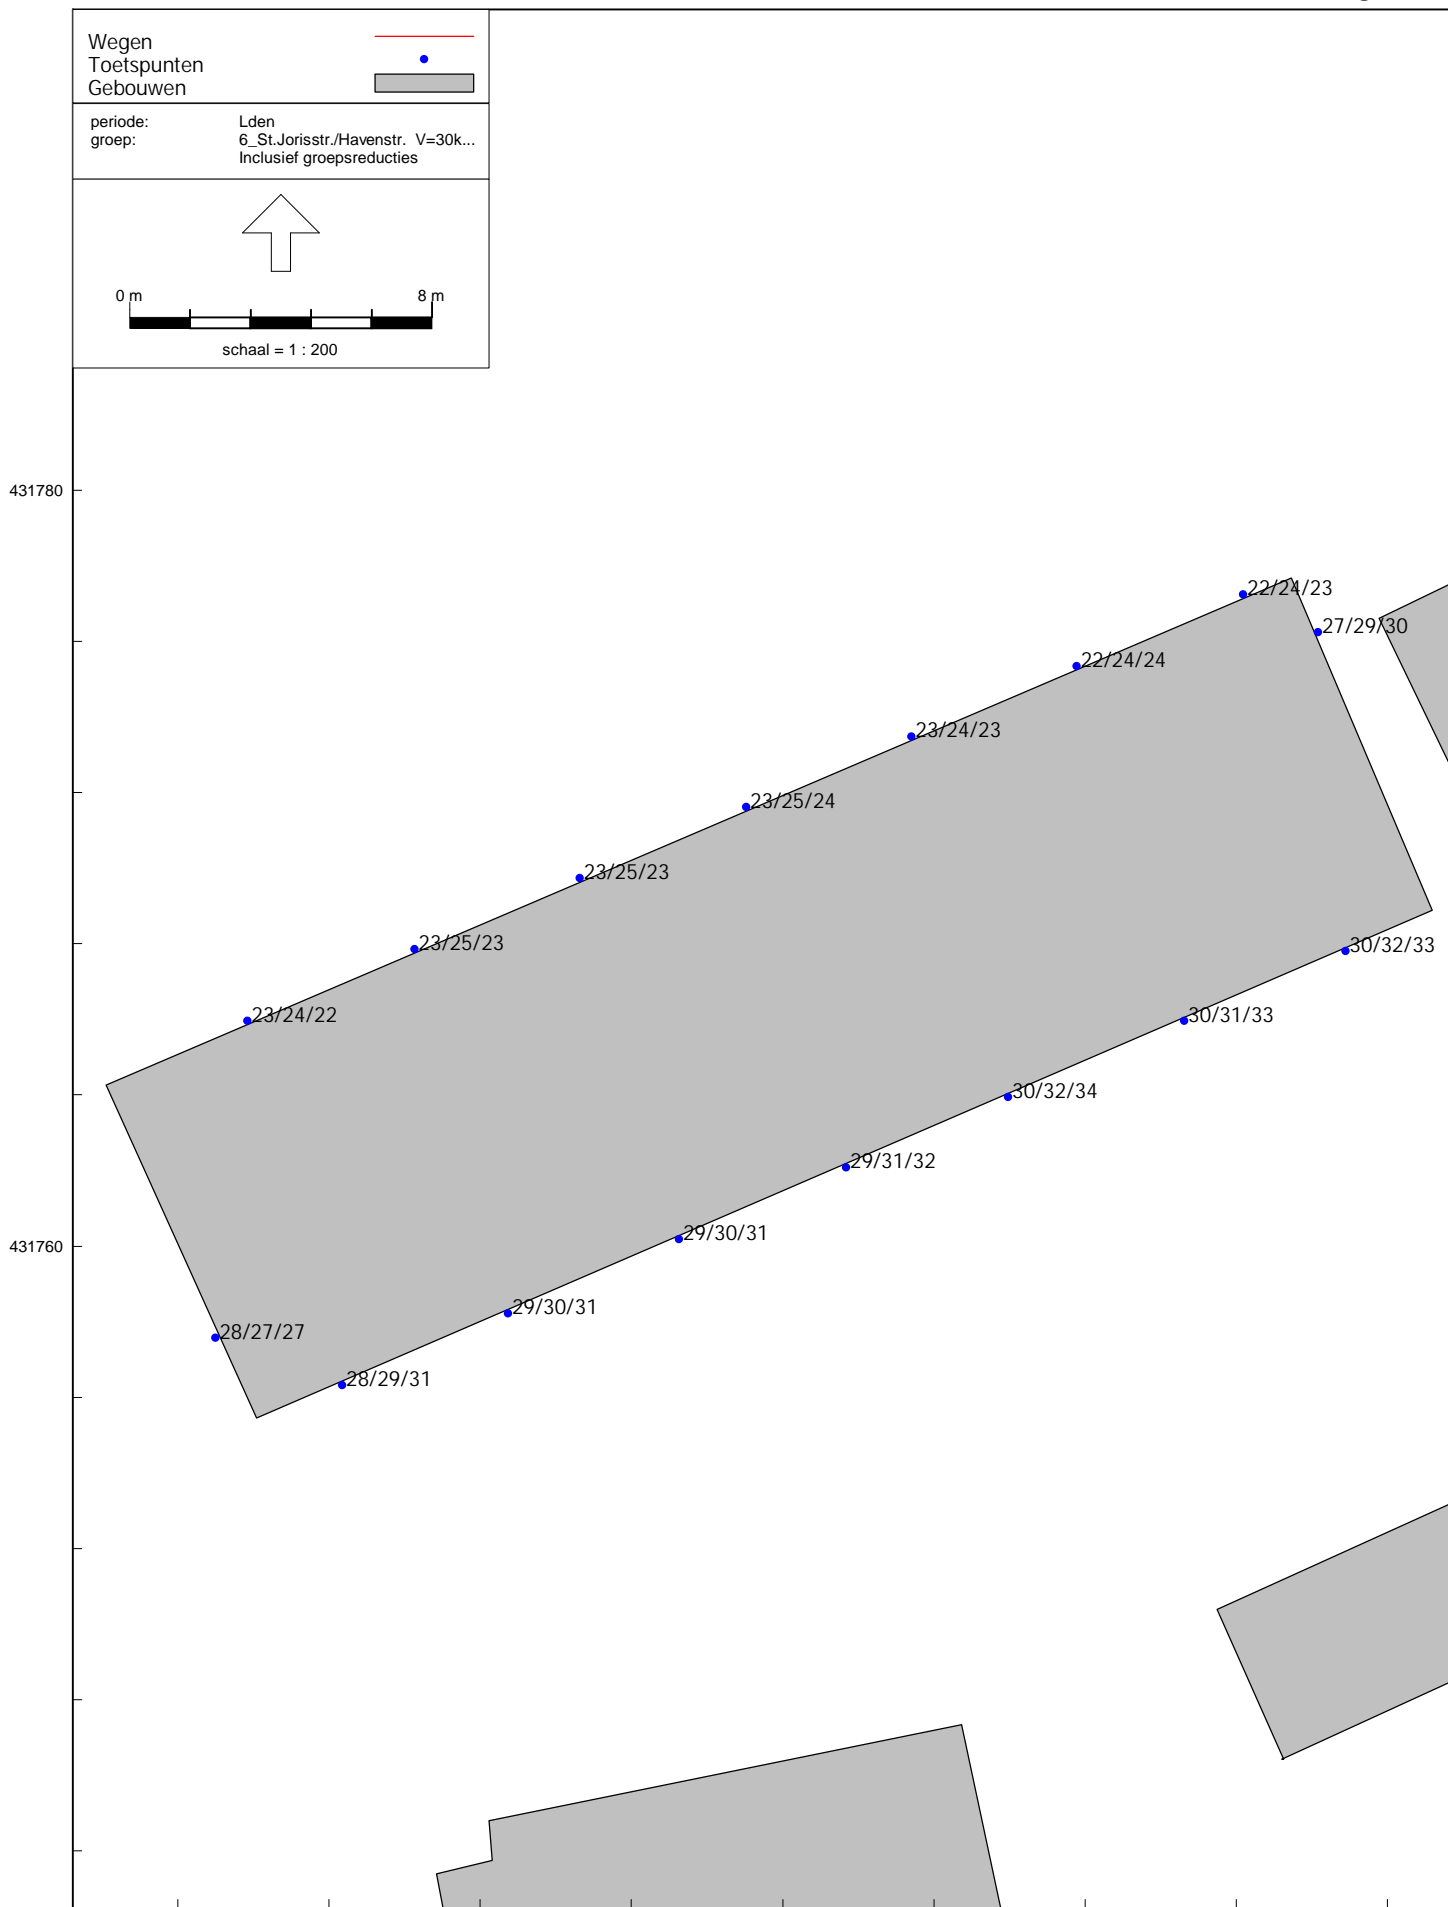 Wegen
Toetspunten
Gebouwen
periode: Lden
groep: 6_St.Jorisstr./Havenstr. V=30k...
Inclusief groepsreducties
0 m 8 m
schaal = 1 : 200
431780
22/24/23
27/29/30
22/24/24
23/24/23
23/25/24
23/25/23
23/25/23
30/32/33
23/24/22
30/31/33
30/32/34
29/31/32
29/30/31
431760
29/30/31
28/27/27
28/29/31